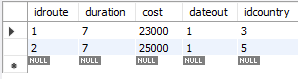 idroute duration cost dateout idcountry
1 7 23000 1 3
2 7 25000 1 5
NULL NULL NULL NULL NULL